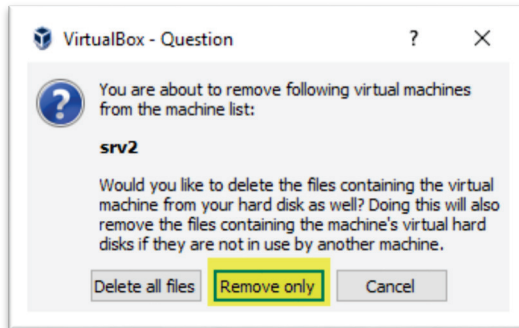 VirtualBox - Question ? ×
You are about to remove following virtual machines
from the machine list:
srv2
Would you like to delete the files containing the virtual
machine from your hard disk as well? Doing this will also
remove the files containing the machine's virtual hard
disks if they are not in use by another machine.
Delete all files Remove only Cancel